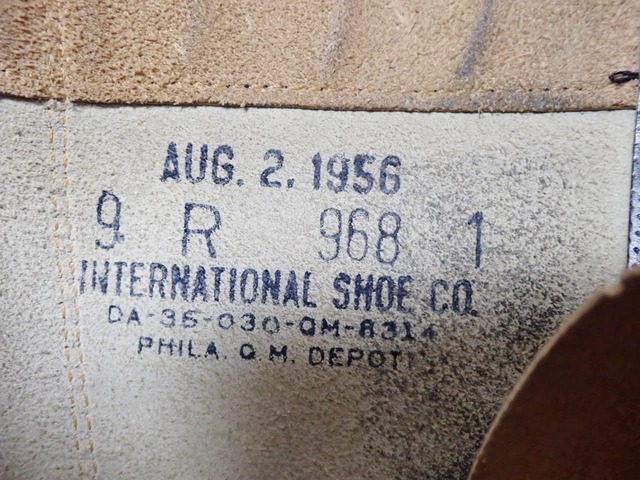 AUG. 2. 1956
9 R 968 1
INTERNATIONAL SHOE CO.
DA-36-030-QM-8314
PHILA. Q M. DEPOT